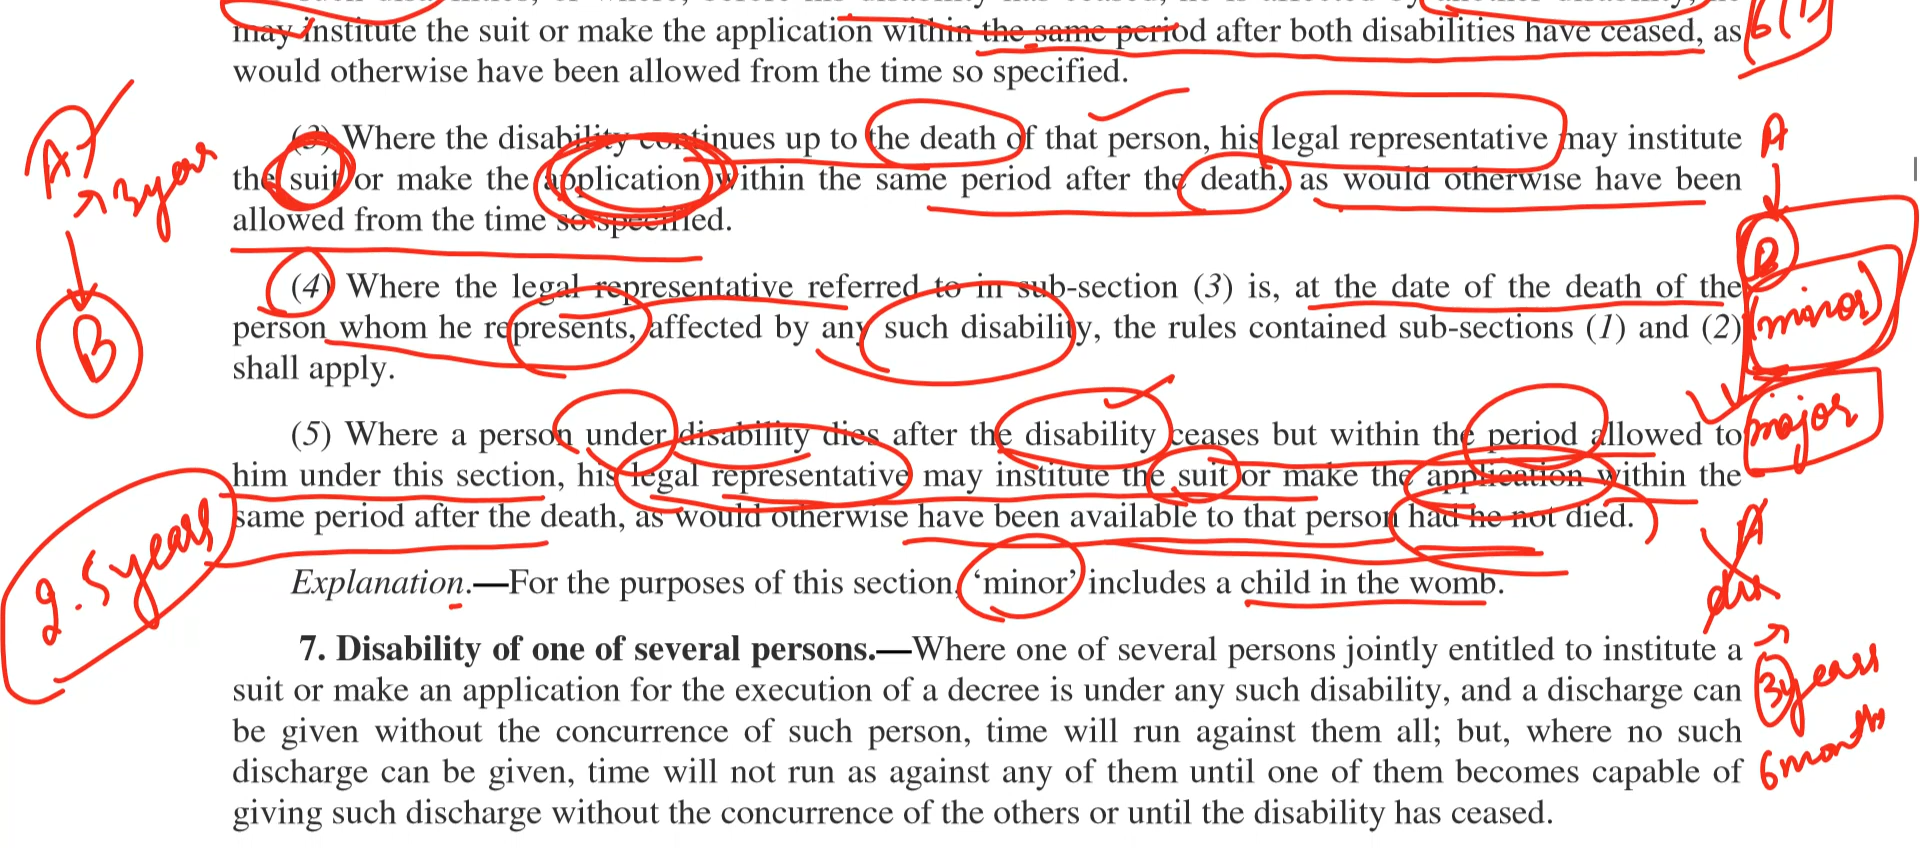 may institute the suit or make the application within the same period after both disabilities have ceased, as
would otherwise have been allowed from the time so specified.
6(1)
(3) Where the disability continues up to the death of that person, his legal representative may institute
the suit or make the application within the same period after the death, as would otherwise have been
allowed from the time so specified.
A
3 years
B
A
B
(minor)
major
(4) Where the legal representative referred to in sub-section (3) is, at the date of the death of the
person whom he represents, affected by any such disability, the rules contained sub-sections (1) and (2)
shall apply.
(5) Where a person under disability dies after the disability ceases but within the period allowed to
him under this section, his legal representative may institute the suit or make the application within the
same period after the death, as would otherwise have been available to that person had he not died.
2.5 years
A
Explanation.—For the purposes of this section, ‘minor’ includes a child in the womb.
7. Disability of one of several persons.—Where one of several persons jointly entitled to institute a
suit or make an application for the execution of a decree is under any such disability, and a discharge can
be given without the concurrence of such person, time will run against them all; but, where no such
discharge can be given, time will not run as against any of them until one of them becomes capable of
giving such discharge without the concurrence of the others or until the disability has ceased.
3 years
6 months